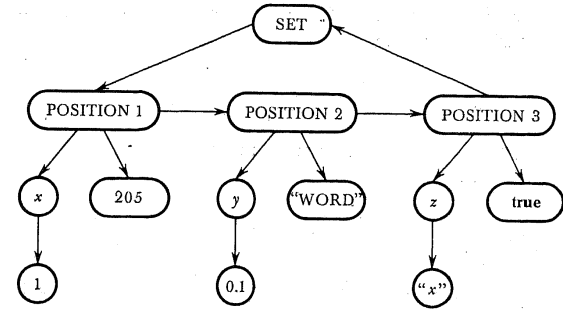 SET
POSITION 1
POSITION 2
POSITION 3
x
205
y
“WORD”
z
true
1
0.1
“x”